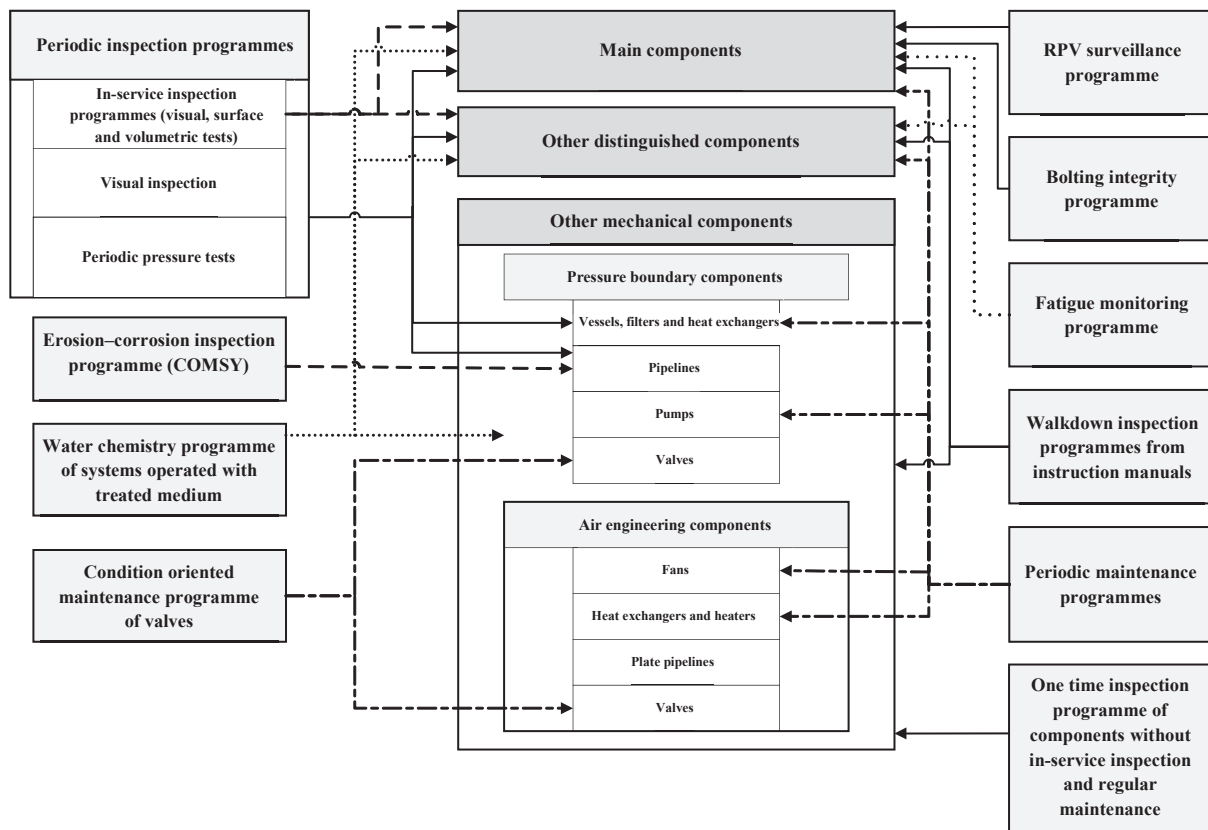 Periodic inspection programmes
In-service inspection
programmes (visual, surface
and volumetric tests)
Visual inspection
Periodic pressure tests
Erosion–corrosion inspection
programme (COMSY)
Water chemistry programme
of systems operated with
treated medium
Condition oriented
maintenance programme
of valves
Main components
Other distinguished components
Other mechanical components
Pressure boundary components
Vessels, filters and heat exchangers
Pipelines
Pumps
Valves
Air engineering components
Fans
Heat exchangers and heaters
Plate pipelines
Valves
RPV surveillance
programme
Bolting integrity
programme
Fatigue monitoring
programme
Walkdown inspection
programmes from
instruction manuals
Periodic maintenance
programmes
One time inspection
programme of
components without
in-service inspection
and regular
maintenance